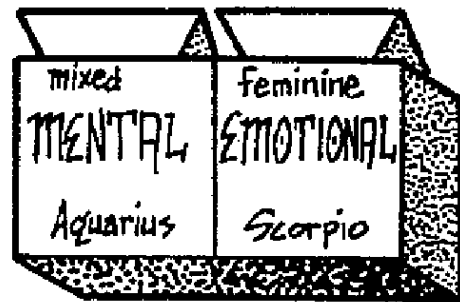 mixed
MENTAL
Aquarius
feminine
EMOTIONAL
Scorpio